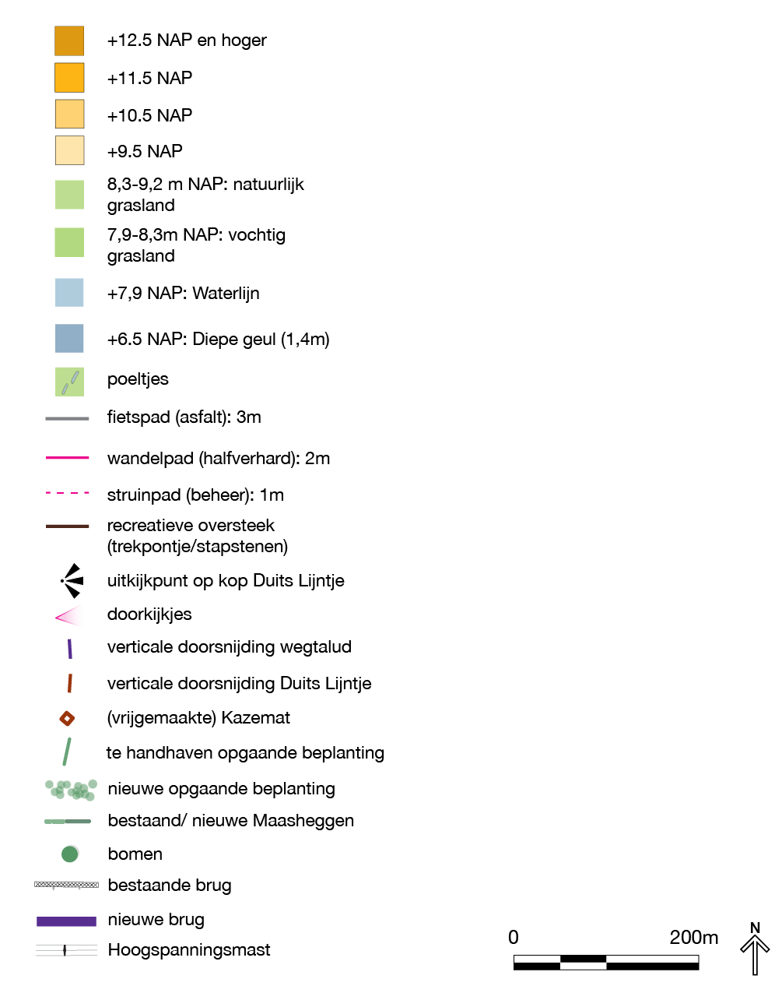 +12.5 NAP en hoger
+11.5 NAP
+10.5 NAP
+9.5 NAP
8,3-9,2 m NAP: natuurlijk
grasland
7,9-8,3m NAP: vochtig
grasland
+7,9 NAP: Waterlijn
+6.5 NAP: Diepe geul (1,4m)
poeltjes
fietspad (asfalt): 3m
wandelpad (halfverhard): 2m
struinpad (beheer): 1m
recreatieve oversteek
(trekpontje/stapstenen)
uitkijkpunt op kop Duits Lijntje
doorkijkjes
verticale doorsnijding wegtalud
verticale doorsnijding Duits Lijntje
(vrijgemaakte) Kazemat
te handhaven opgaande beplanting
nieuwe opgaande beplanting
bestaand/ nieuwe Maasheggen
bomen
bestaande brug
nieuwe brug
Hoogspanningsmast
0 200m
N